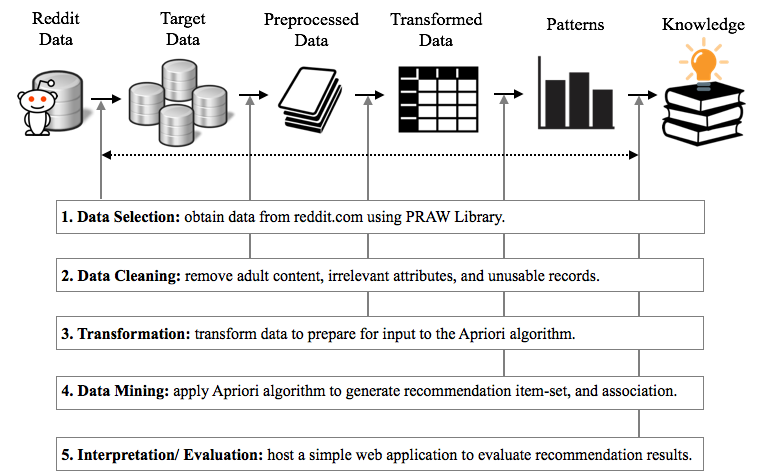 Reddit
Data
Target
Data
Preprocessed
Data
Transformed
Data
Patterns
Knowledge
1. Data Selection: obtain data from reddit.com using PRAW Library.
2. Data Cleaning: remove adult content, irrelevant attributes, and unusable records.
3. Transformation: transform data to prepare for input to the Apriori algorithm.
4. Data Mining: apply Apriori algorithm to generate recommendation item-set, and association.
5. Interpretation/ Evaluation: host a simple web application to evaluate recommendation results.